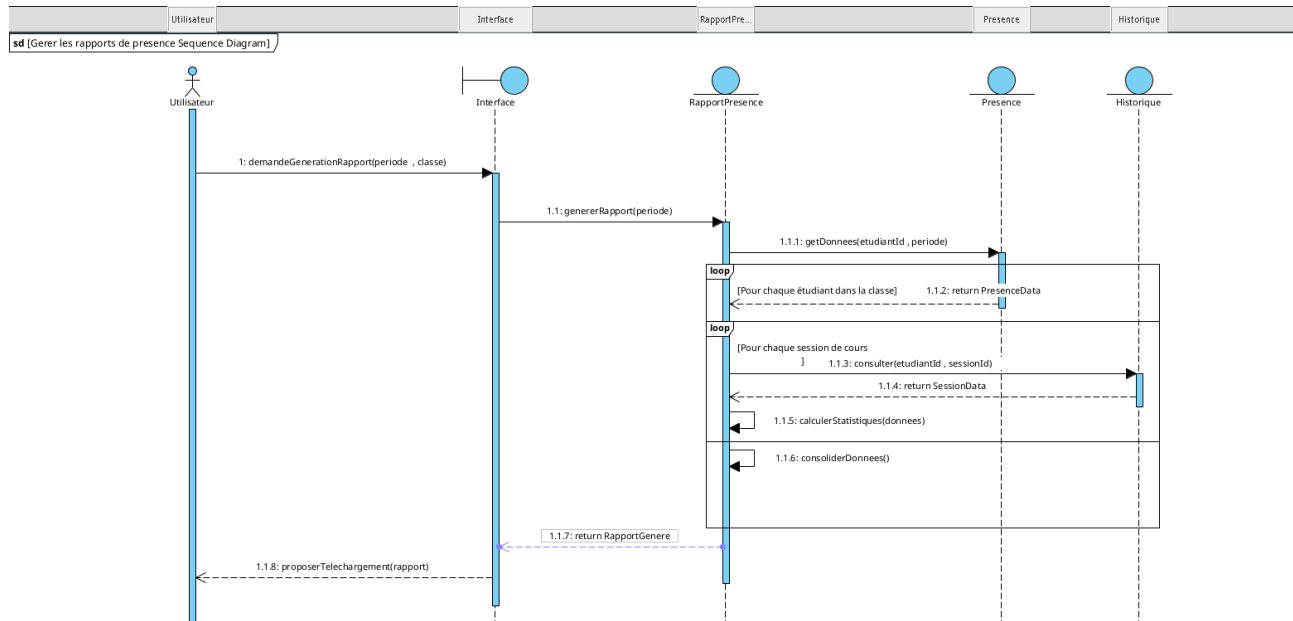 Utilisateur
Interface
RapportPre...
Presence
Historique
sd [Gerer les rapports de presence Sequence Diagram]
Utilisateur
Interface
RapportPresence
Presence
Historique
1: demandeGenerationRapport(periode , classe)
1.1: genererRapport(periode)
1.1.1: getDonnees(etudiantId , periode)
loop
[Pour chaque étudiant dans la classe]
1.1.2: return PresenceData
loop
[Pour chaque session de cours
]
1.1.3: consulter(etudiantId , sessionId)
1.1.4: return SessionData
1.1.5: calculerStatistiques(donnees)
1.1.6: consoliderDonnees()
1.1.7: return RapportGenere
1.1.8: proposerTelechargement(rapport)